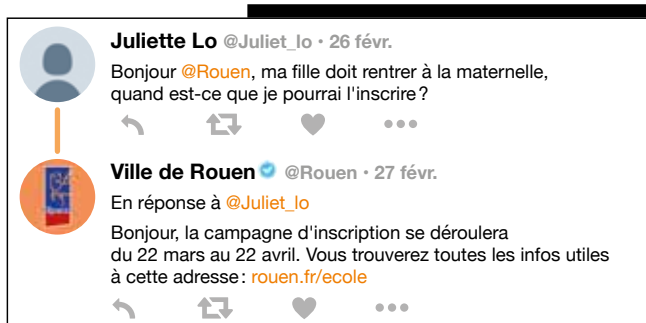 Juliette Lo @Juliet_lo • 26 févr.
Bonjour @Rouen, ma fille doit rentrer à la maternelle,
quand est-ce que je pourrai l'inscrire ?
Ville de Rouen @Rouen • 27 févr.
En réponse à @Juliet_lo
Bonjour, la campagne d'inscription se déroulera
du 22 mars au 22 avril. Vous trouverez toutes les infos utiles
à cette adresse : rouen.fr/ecole